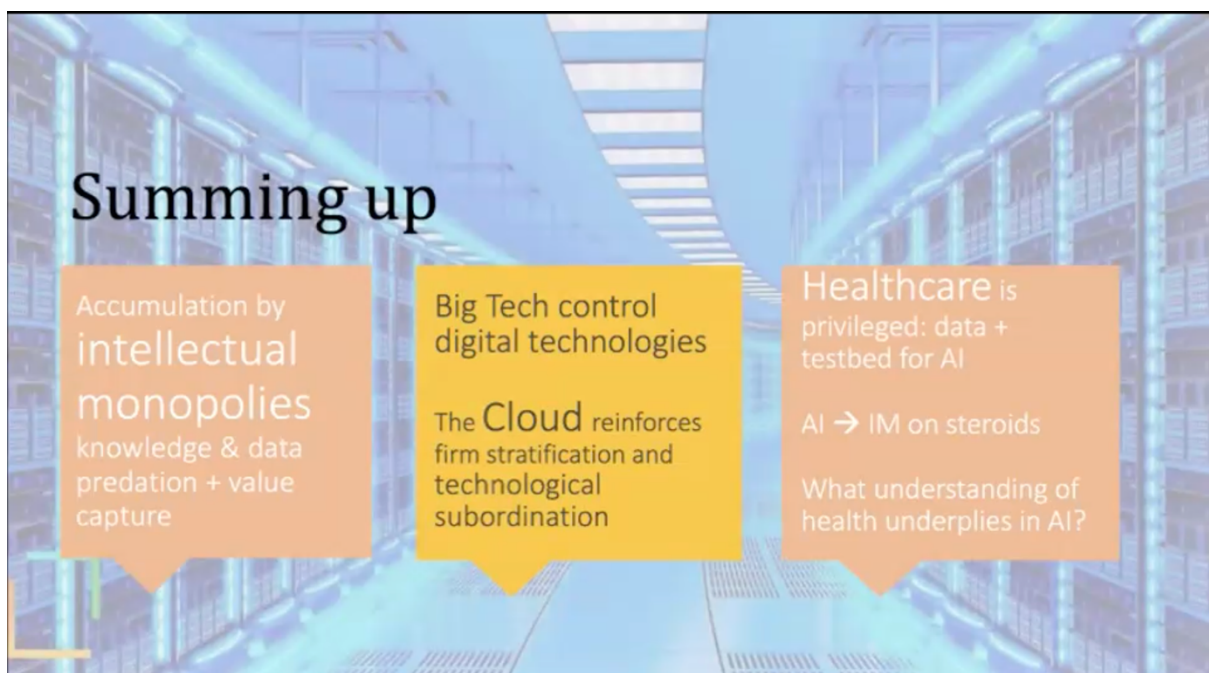 Summing up
Accumulation by
intellectual
monopolies
knowledge & data
predation + value
capture
Big Tech control
digital technologies
The Cloud reinforces
firm stratification and
technological
subordination
Healthcare is
privileged: data +
testbed for AI
AI → IM on steroids
What understanding of
health underplies in AI?